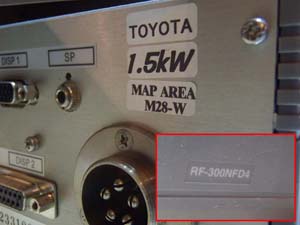 TOYOTA
DISP 1
SP
1.5kW
MAP AREA
M28-W
DISP 2
RF-300NFD4